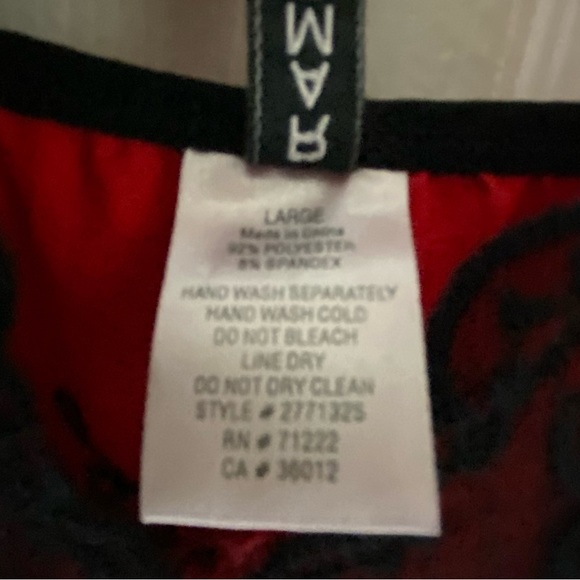 MAR
LARGE
Made in China
92% POLYESTER
8% SPANDEX
HAND WASH SEPARATELY
HAND WASH COLD
DO NOT BLEACH
LINE DRY
DO NOT DRY CLEAN
STYLE # 2771325
RN # 71222
CA # 36012